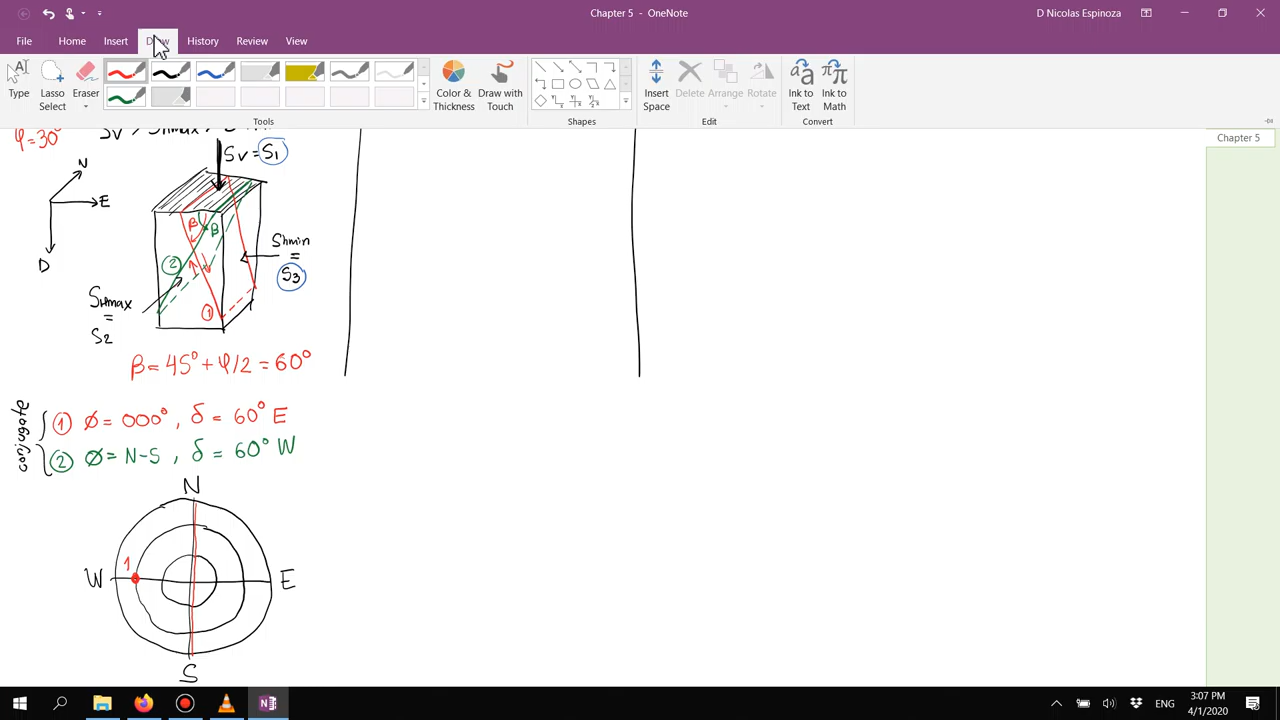 Chapter 5 - OneNote
D Nicolas Espinoza
File Home Insert Draw History Review View
Type
Lasso Select
Eraser
Color & Thickness
Draw with Touch
Insert Space
Delete
Arrange
Rotate
Ink to Text
Ink to Math
Tools
Shapes
Edit
Convert
Chapter 5
φ=30°
N
E
D
Sv = S1
β
β
2
1
Shmin
=
S3
SHmax
=
S2
β = 45° + φ/2 = 60°
conjugate
1 ø = 000° , δ = 60° E
2 ø = N-S , δ = 60° W
N
1
W
E
S
ENG
3:07 PM
4/1/2020